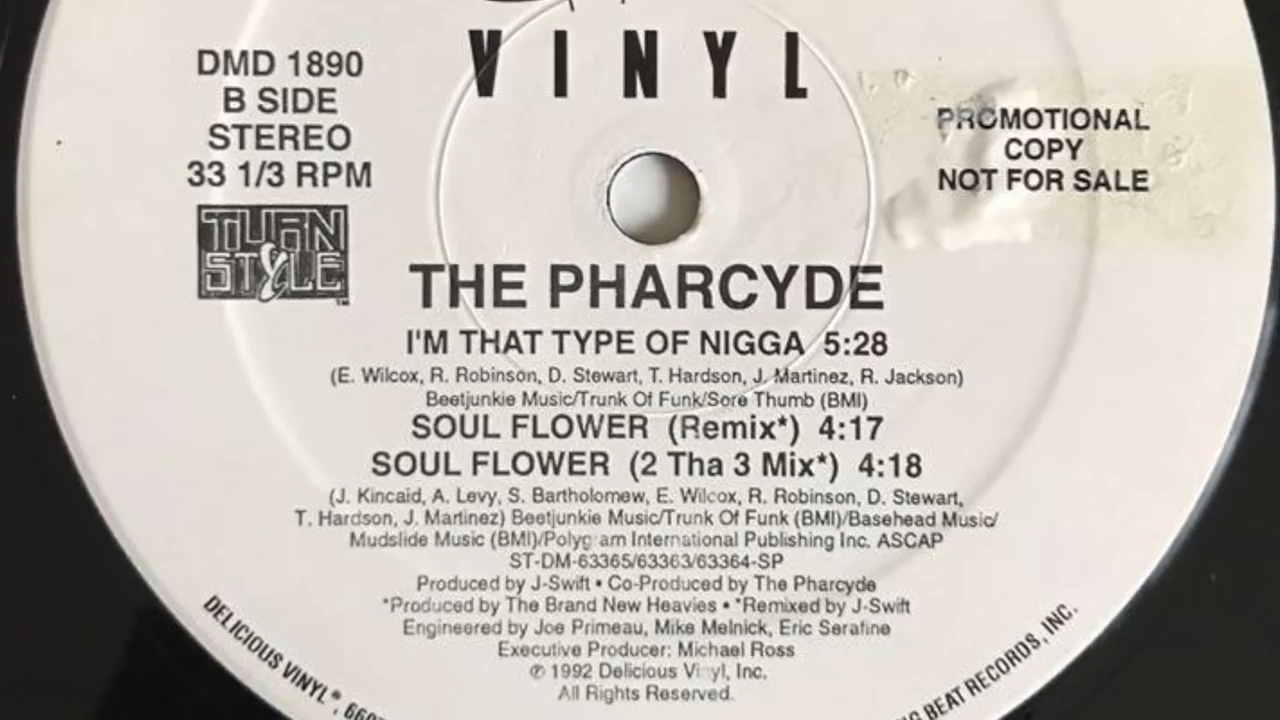 VINYL
DMD 1890
B SIDE
STEREO
33 1/3 RPM
PROMOTIONAL
COPY
NOT FOR SALE
TURN
STYLE
TM
THE PHARCYDE
I'M THAT TYPE OF NIGGA 5:28
(E. Wilcox, R. Robinson, D. Stewart, T. Hardson, J. Martinez, R. Jackson)
Beetjunkie Music/Trunk Of Funk/Sore Thumb (BMI)
SOUL FLOWER (Remix*) 4:17
SOUL FLOWER (2 Tha 3 Mix*) 4:18
(J. Kincaid, A. Levy, S. Bartholomew, E. Wilcox, R. Robinson, D. Stewart,
T. Hardson, J. Martinez) Beetjunkie Music/Trunk Of Funk (BMI)/Basehead Music/
Mudslide Music (BMI)/Polygram International Publishing Inc. ASCAP
ST-DM-63365/63363/63364-SP
Produced by J-Swift • Co-Produced by The Pharcyde
*Produced by The Brand New Heavies • *Remixed by J-Swift
Engineered by Joe Primeau, Mike Melnick, Eric Serafine
Executive Producer: Michael Ross
℗ 1992 Delicious Vinyl, Inc.
All Rights Reserved.
DELICIOUS VINYL®,
BEAT RECORDS, INC.